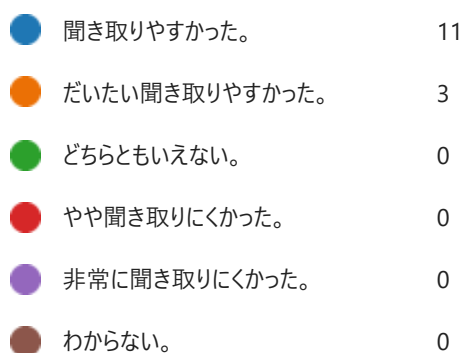 聞き取りやすかった。 11
だいたい聞き取りやすかった。 3
どちらともいえない。 0
やや聞き取りにくかった。 0
非常に聞き取りにくかった。 0
わからない。 0